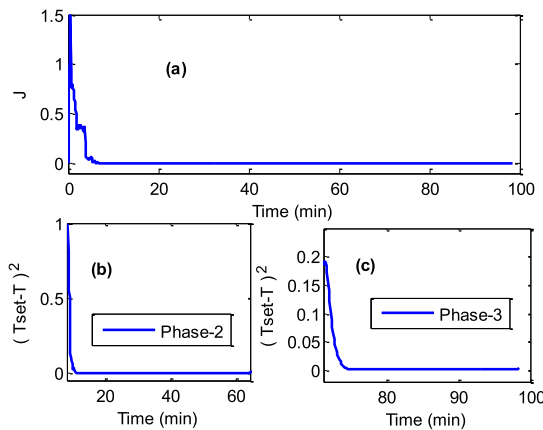 1.5
1
0.5
0
J
(a)
0 20 40 60 80 100
Time (min)
1
0.5
0
( Tset-T )2
(b)
Phase-2
20 40 60
Time (min)
0.2
0.15
0.1
0.05
0
( Tset-T )2
(c)
Phase-3
80 90 100
Time (min)